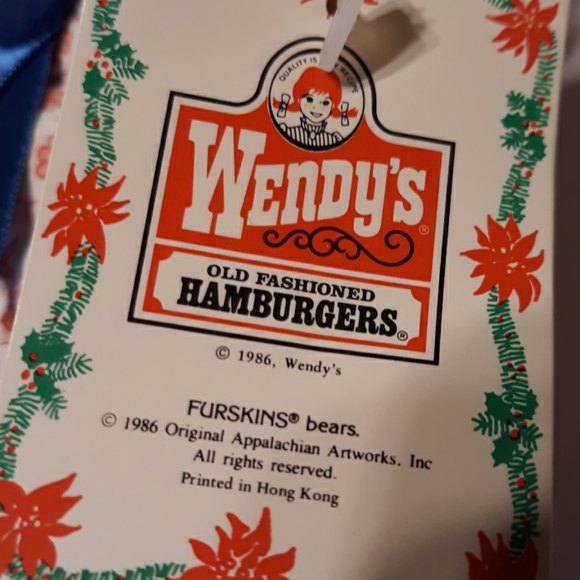 QUALITY IS RECIPE
Wendy's®
OLD FASHIONED
HAMBURGERS®
© 1986, Wendy's
FURSKINS® bears.
© 1986 Original Appalachian Artworks, Inc
All rights reserved.
Printed in Hong Kong